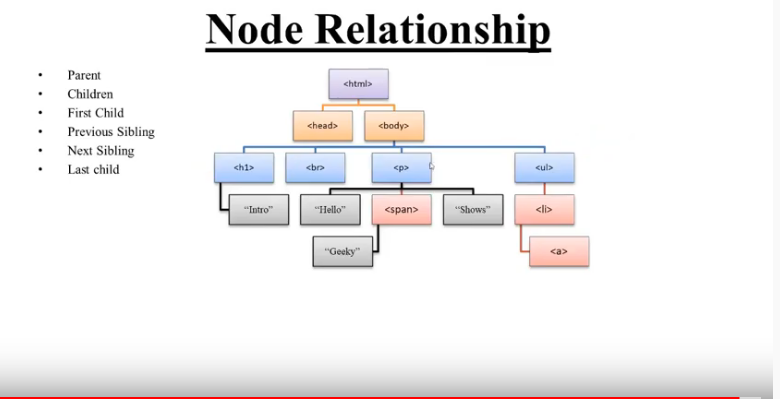 Node Relationship
• Parent
• Children
• First Child
• Previous Sibling
• Next Sibling
• Last child
<html>
<head> <body>
<h1> <br> <p> <ul>
“Intro” “Hello” <span> “Shows” <li>
“Geeky” <a>